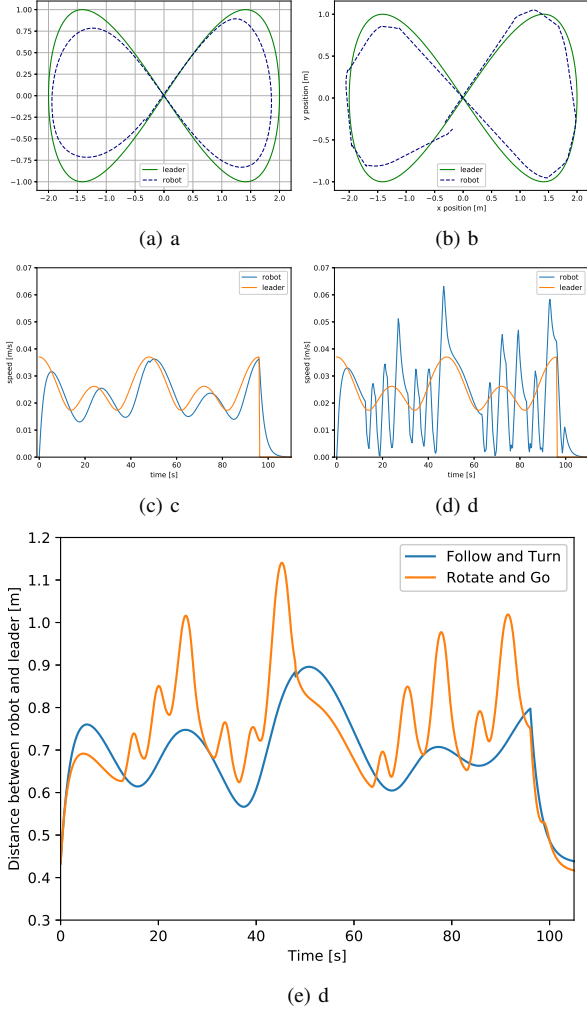 1.00
0.75
0.50
0.25
0.00
−0.25
−0.50
−0.75
−1.00
−2.0 −1.5 −1.0 −0.5 0.0 0.5 1.0 1.5 2.0
leader
robot
(a) a
y position [m]
1.0
0.5
0.0
−0.5
−1.0
−2.0 −1.5 −1.0 −0.5 0.0 0.5 1.0 1.5 2.0
x position [m]
leader
robot
(b) b
speed [m/s]
0.07
0.06
0.05
0.04
0.03
0.02
0.01
0.00
0 20 40 60 80 100
time [s]
robot
leader
(c) c
speed [m/s]
0.07
0.06
0.05
0.04
0.03
0.02
0.01
0.00
0 20 40 60 80 100
time [s]
robot
leader
(d) d
Distance between robot and leader [m]
1.2
1.1
1.0
0.9
0.8
0.7
0.6
0.5
0.4
0.3
0 20 40 60 80 100
Time [s]
Follow and Turn
Rotate and Go
(e) d